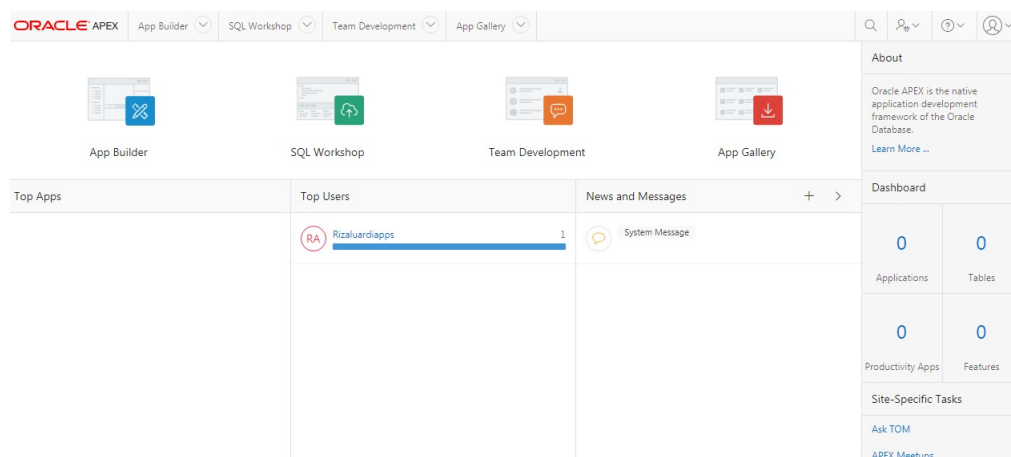 ORACLE APEX App Builder SQL Workshop Team Development App Gallery
App Builder SQL Workshop Team Development App Gallery
Top Apps
Top Users
RA Rizaluardiapps 1
News and Messages
System Message
About
Oracle APEX is the native
application development
framework of the Oracle
Database.
Learn More ...
Dashboard
0 0
Applications Tables
0 0
Productivity Apps Features
Site-Specific Tasks
Ask TOM
APEX Meetups